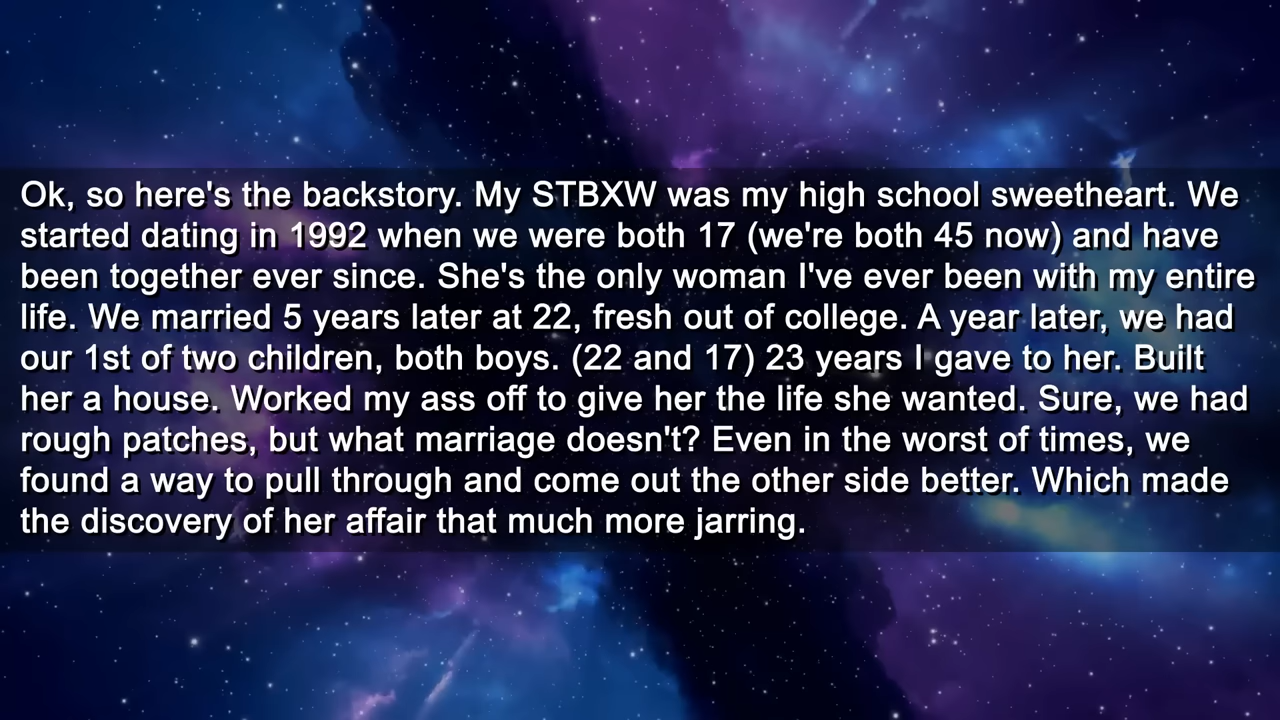 Ok, so here's the backstory. My STBXW was my high school sweetheart. We
started dating in 1992 when we were both 17 (we're both 45 now) and have
been together ever since. She's the only woman I've ever been with my entire
life. We married 5 years later at 22, fresh out of college. A year later, we had
our 1st of two children, both boys. (22 and 17) 23 years I gave to her. Built
her a house. Worked my ass off to give her the life she wanted. Sure, we had
rough patches, but what marriage doesn't? Even in the worst of times, we
found a way to pull through and come out the other side better. Which made
the discovery of her affair that much more jarring.